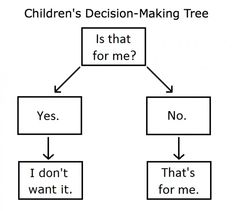 Children's Decision-Making Tree
Is that
for me?
Yes.
No.
I don't
want it.
That's
for me.